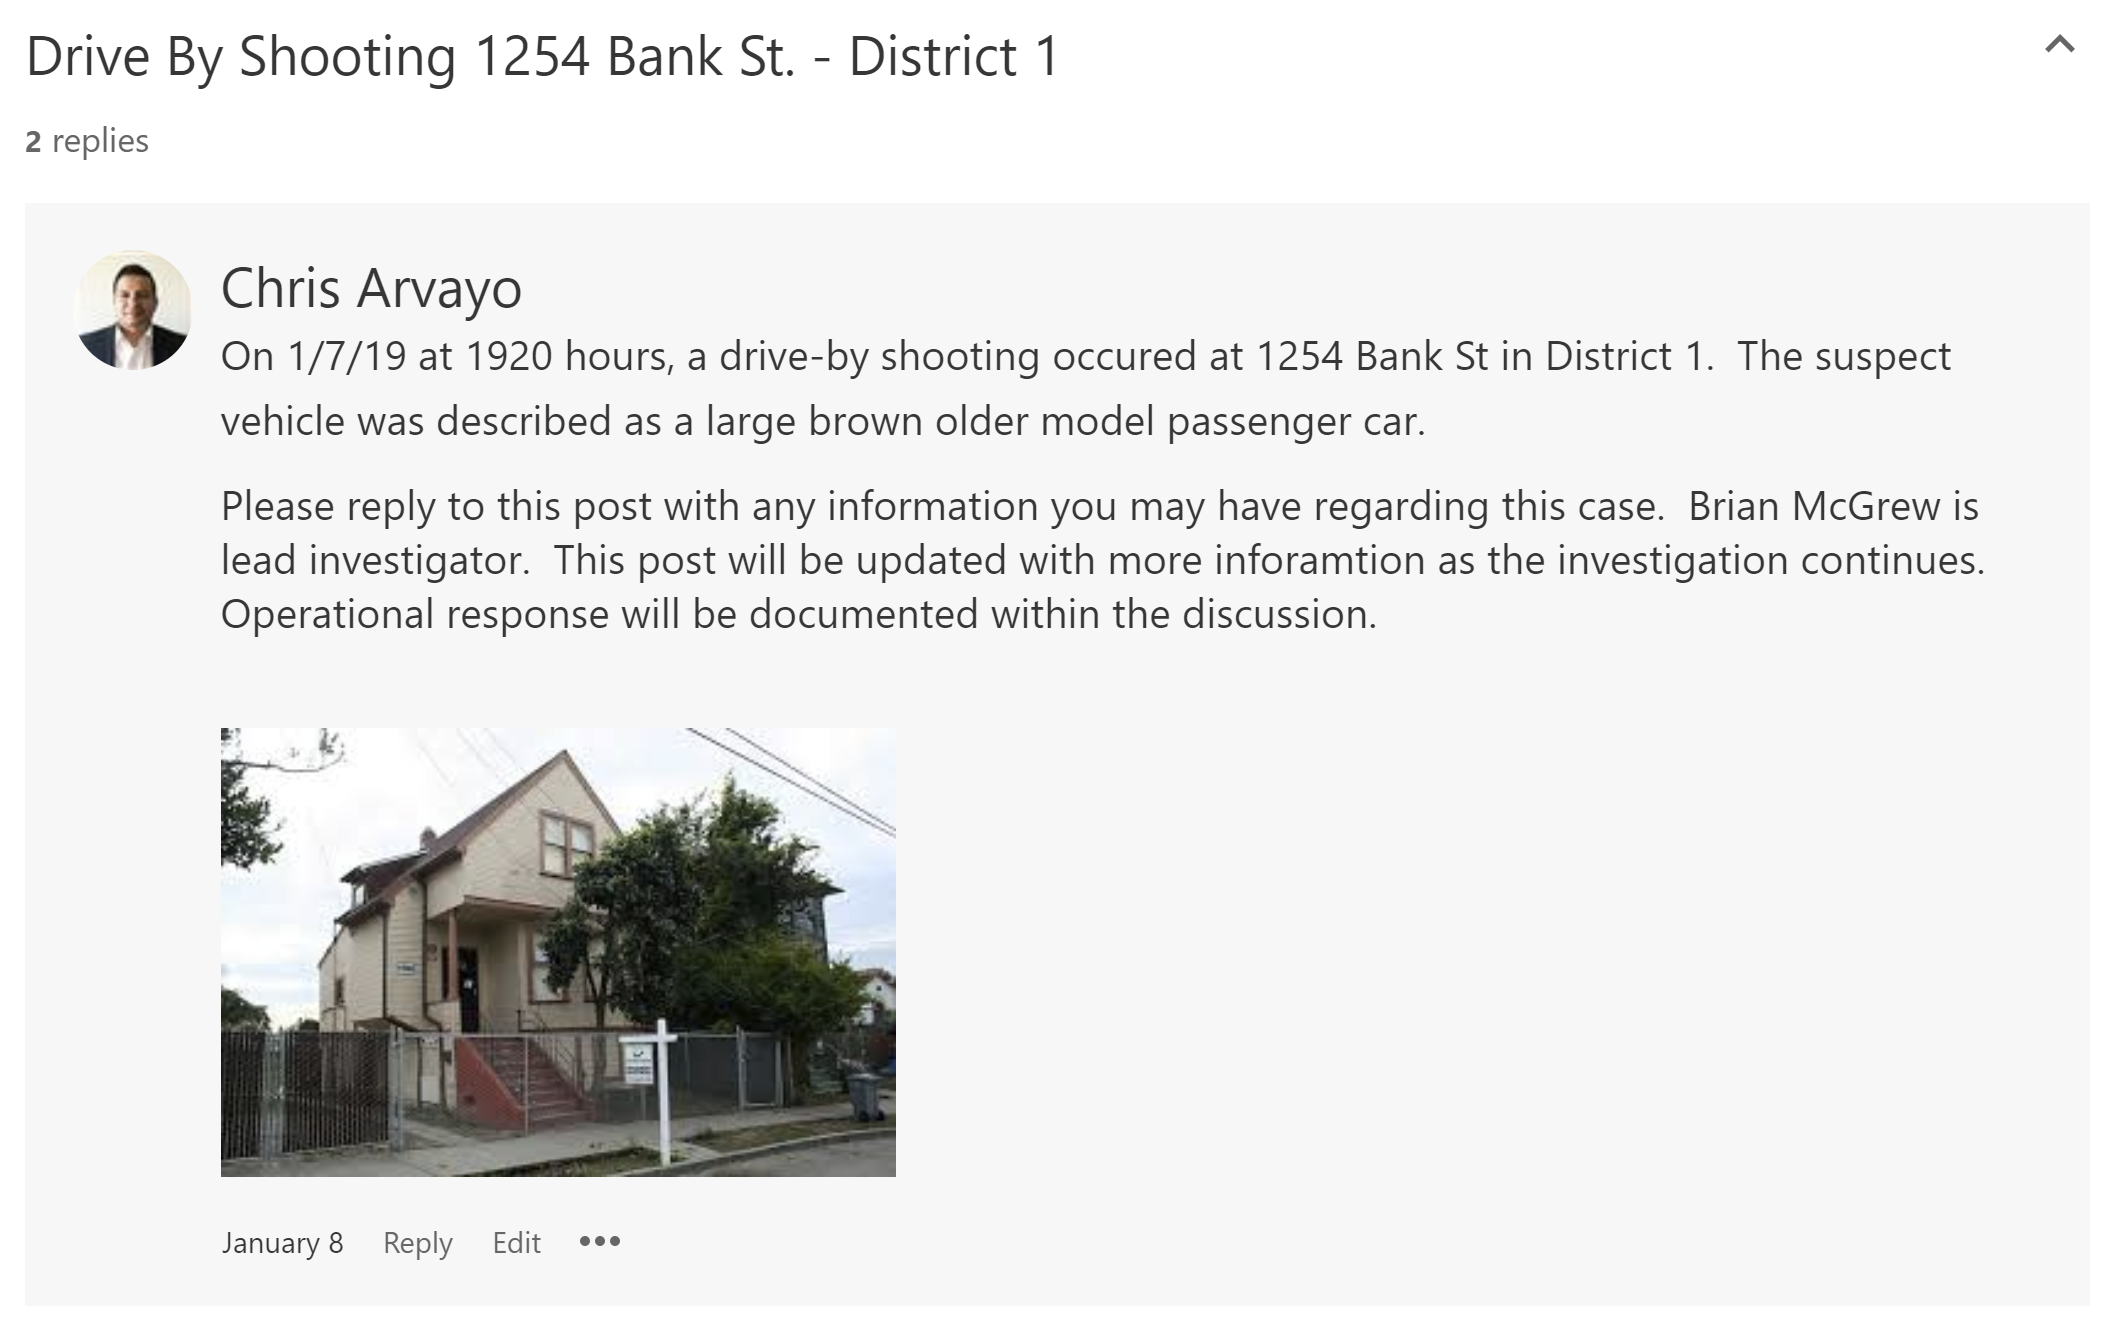 Drive By Shooting 1254 Bank St. - District 1
2 replies
Chris Arvayo
On 1/7/19 at 1920 hours, a drive-by shooting occured at 1254 Bank St in District 1.  The suspect
vehicle was described as a large brown older model passenger car.
Please reply to this post with any information you may have regarding this case.  Brian McGrew is
lead investigator.  This post will be updated with more inforamtion as the investigation continues.
Operational response will be documented within the discussion.
January 8 Reply Edit •••